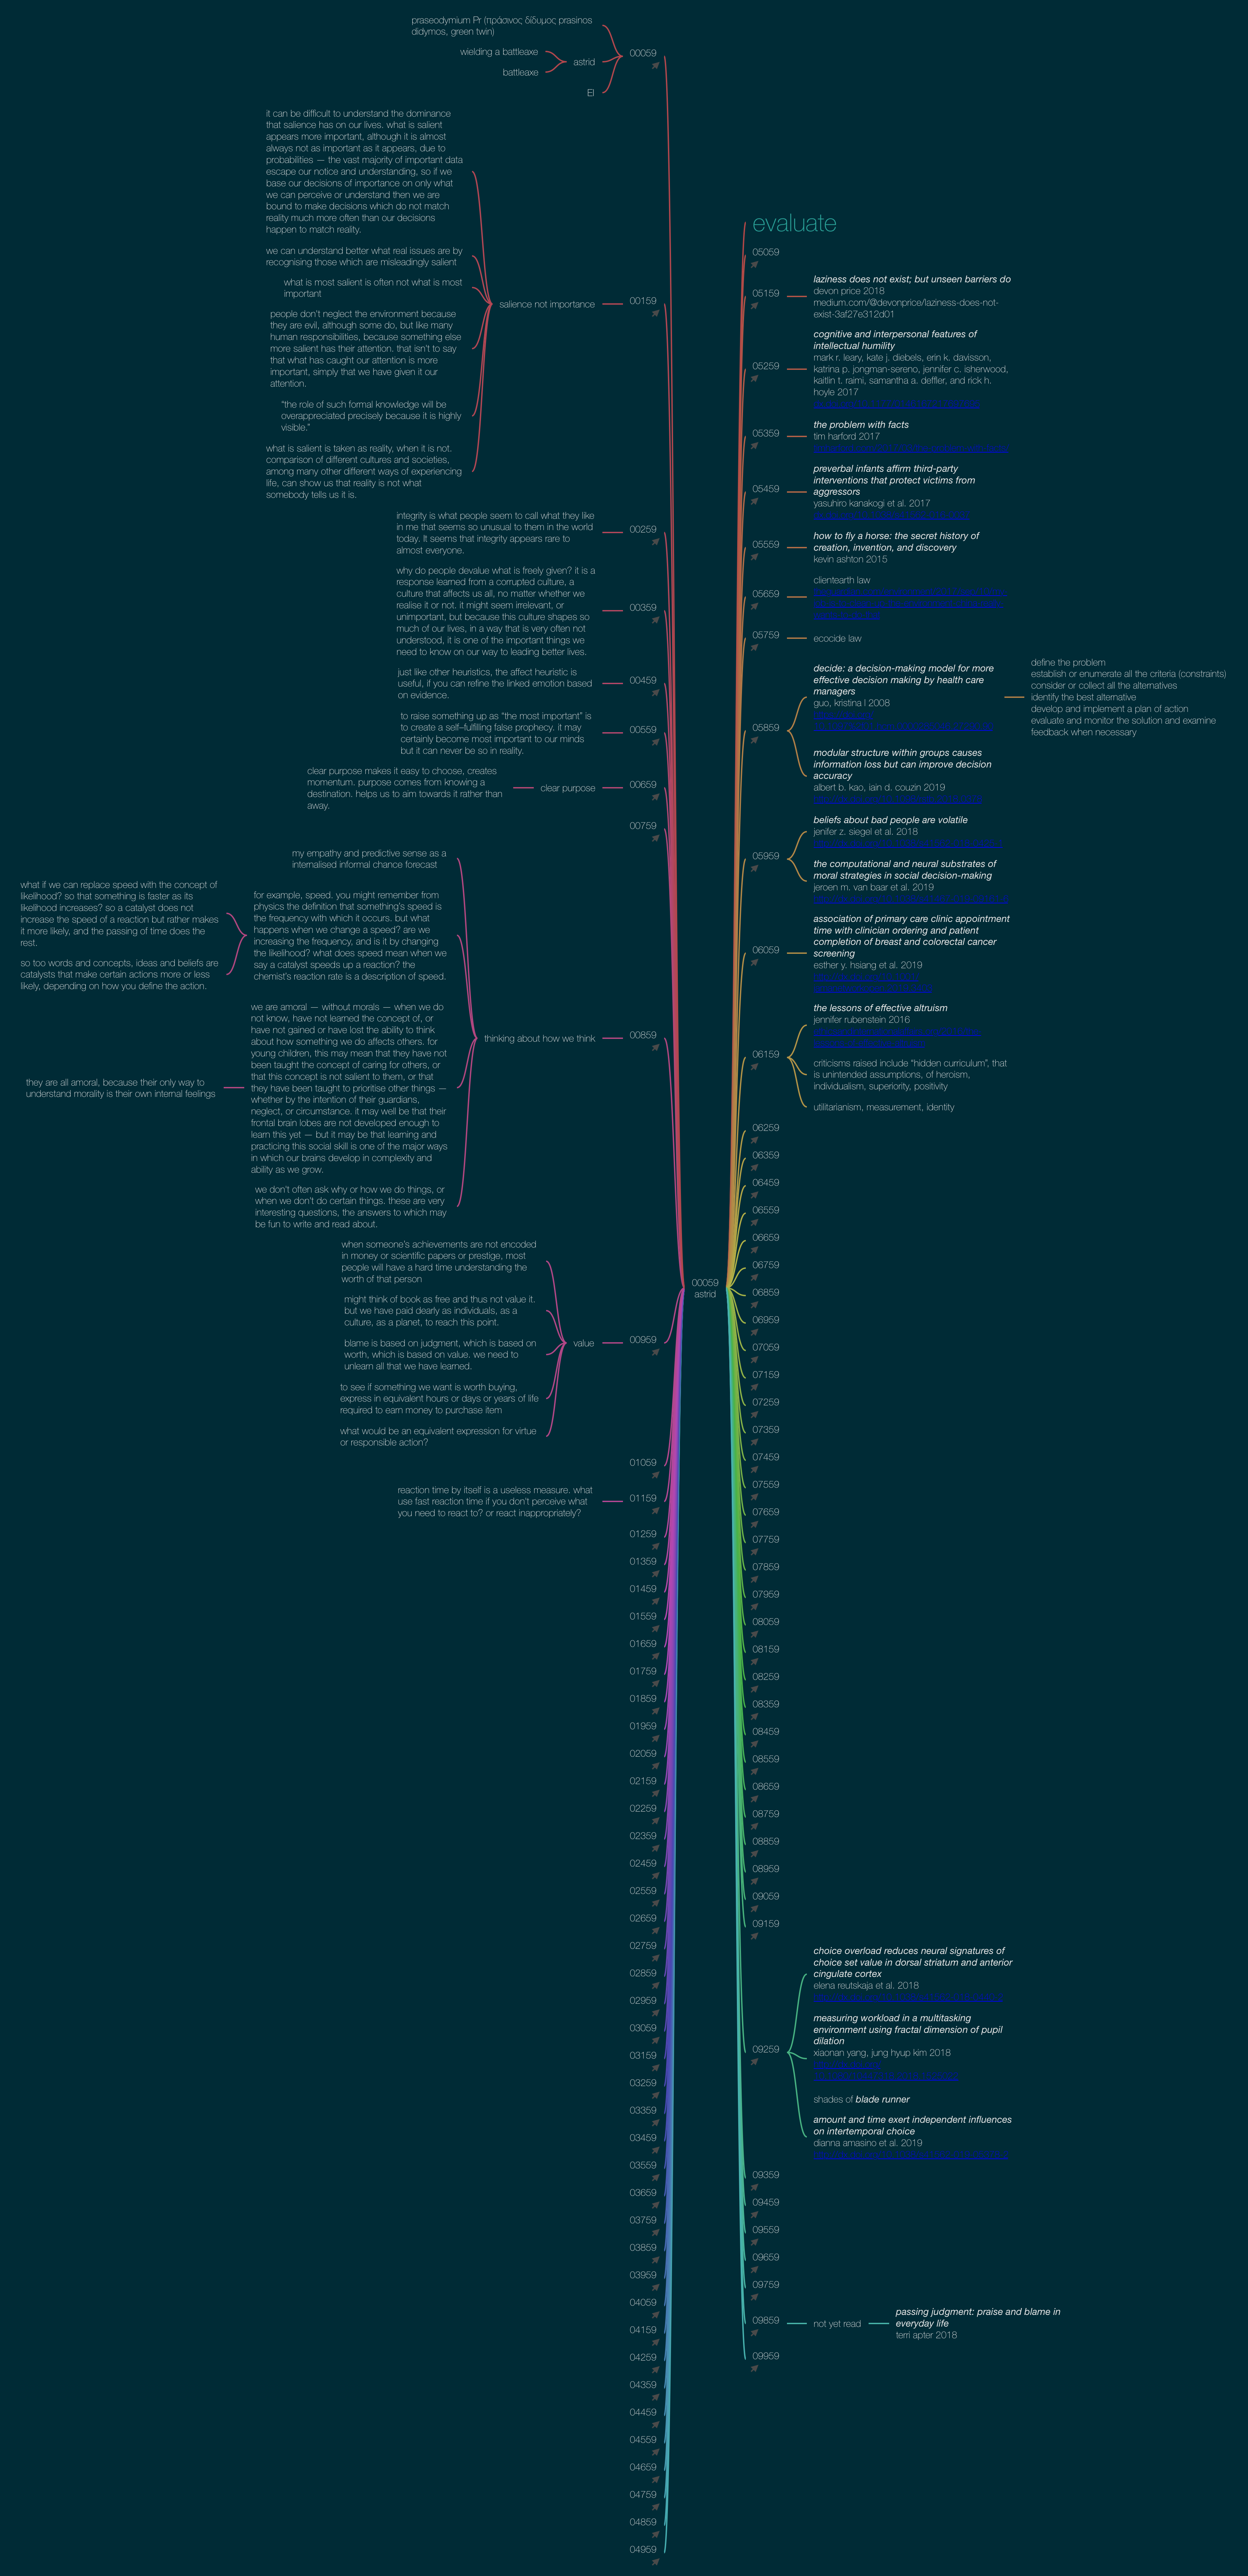 praseodymium Pr (πράσινος δίδυμος prasinos
didymos, green twin)
wielding a battleaxe
battleaxe
astrid
EI
00059
it can be difficult to understand the dominance
that salience has on our lives. what is salient
appears more important, although it is almost
always not as important as it appears, due to
probabilities — the vast majority of important data
escape our notice and understanding, so if we
base our decisions of importance on only what
we can perceive or understand then we are
bound to make decisions which do not match
reality much more often than our decisions
happen to match reality.
we can understand better what real issues are by
recognising those which are misleadingly salient
what is most salient is often not what is most
important
people don't neglect the environment because
they are evil, although some do, but like many
human responsibilities, because something else
more salient has their attention. that isn't to say
that what has caught our attention is more
important, simply that we have given it our
attention.
“the role of such formal knowledge will be
overappreciated precisely because it is highly
visible.”
what is salient is taken as reality, when it is not.
comparison of different cultures and societies,
among many other different ways of experiencing
life, can show us that reality is not what
somebody tells us it is.
salience not importance
00159
integrity is what people seem to call what they like
in me that seems so unusual to them in the world
today. It seems that integrity appears rare to
almost everyone.
00259
why do people devalue what is freely given? it is a
response learned from a corrupted culture, a
culture that affects us all, no matter whether we
realise it or not. it might seem irrelevant, or
unimportant, but because this culture shapes so
much of our lives, in a way that is very often not
understood, it is one of the important things we
need to know on our way to leading better lives.
00359
just like other heuristics, the affect heuristic is
useful, if you can refine the linked emotion based
on evidence.
00459
to raise something up as “the most important” is
to create a self–fulfilling false prophecy. it may
certainly become most important to our minds
but it can never be so in reality.
00559
clear purpose makes it easy to choose, creates
momentum. purpose comes from knowing a
destination. helps us to aim towards it rather than
away.
clear purpose
00659
00759
my empathy and predictive sense as a
internalised informal chance forecast
what if we can replace speed with the concept of
likelihood? so that something is faster as its
likelihood increases? so a catalyst does not
increase the speed of a reaction but rather makes
it more likely, and the passing of time does the
rest.
so too words and concepts, ideas and beliefs are
catalysts that make certain actions more or less
likely, depending on how you define the action.
for example, speed. you might remember from
physics the definition that something's speed is
the frequency with which it occurs. but what
happens when we change a speed? are we
increasing the frequency, and is it by changing
the likelihood? what does speed mean when we
say a catalyst speeds up a reaction? the
chemist's reaction rate is a description of speed.
they are all amoral, because their only way to
understand morality is their own internal feelings
we are amoral — without morals — when we do
not know, have not learned the concept of, or
have not gained or have lost the ability to think
about how something we do affects others. for
young children, this may mean that they have not
been taught the concept of caring for others, or
that this concept is not salient to them, or that
they have been taught to prioritise other things —
whether by the intention of their guardians,
neglect, or circumstance. it may well be that their
frontal brain lobes are not developed enough to
learn this yet — but it may be that learning and
practicing this social skill is one of the major ways
in which our brains develop in complexity and
ability as we grow.
we don't often ask why or how we do things, or
when we don't do certain things. these are very
interesting questions, the answers to which may
be fun to write and read about.
thinking about how we think
00859
when someone's achievements are not encoded
in money or scientific papers or prestige, most
people will have a hard time understanding the
worth of that person
might think of book as free and thus not value it.
but we have paid dearly as individuals, as a
culture, as a planet, to reach this point.
blame is based on judgment, which is based on
worth, which is based on value. we need to
unlearn all that we have learned.
to see if something we want is worth buying,
express in equivalent hours or days or years of life
required to earn money to purchase item
what would be an equivalent expression for virtue
or responsible action?
value
00959
01059
reaction time by itself is a useless measure. what
use fast reaction time if you don't perceive what
you need to react to? or react inappropriately?
01159
01259
01359
01459
01559
01659
01759
01859
01959
02059
02159
02259
02359
02459
02559
02659
02759
02859
02959
03059
03159
03259
03359
03459
03559
03659
03759
03859
03959
04059
04159
04259
04359
04459
04559
04659
04759
04859
04959
00059
astrid
evaluate
05059
05159
laziness does not exist; but unseen barriers do
devon price 2018
medium.com/@devonprice/laziness-does-not-
exist-3af27e312d01
05259
cognitive and interpersonal features of
intellectual humility
mark r. leary, kate j. diebels, erin k. davisson,
katrina p. jongman-sereno, jennifer c. isherwood,
kaitlin t. raimi, samantha a. deffler, and rick h.
hoyle 2017
05359
the problem with facts
tim harford 2017
05459
preverbal infants affirm third-party
interventions that protect victims from
aggressors
yasuhiro kanakogi et al. 2017
05559
how to fly a horse: the secret history of
creation, invention, and discovery
kevin ashton 2015
05659
clientearth law
05759
ecocide law
05859
decide: a decision-making model for more
effective decision making by health care
managers
guo, kristina l 2008
define the problem
establish or enumerate all the criteria (constraints)
consider or collect all the alternatives
identify the best alternative
develop and implement a plan of action
evaluate and monitor the solution and examine
feedback when necessary
modular structure within groups causes
information loss but can improve decision
accuracy
albert b. kao, iain d. couzin 2019
05959
beliefs about bad people are volatile
jenifer z. siegel et al. 2018
the computational and neural substrates of
moral strategies in social decision-making
jeroen m. van baar et al. 2019
06059
association of primary care clinic appointment
time with clinician ordering and patient
completion of breast and colorectal cancer
screening
esther y. hsiang et al. 2019
06159
the lessons of effective altruism
jennifer rubenstein 2016
criticisms raised include “hidden curriculum”, that
is unintended assumptions, of heroism,
individualism, superiority, positivity
utilitarianism, measurement, identity
06259
06359
06459
06559
06659
06759
06859
06959
07059
07159
07259
07359
07459
07559
07659
07759
07859
07959
08059
08159
08259
08359
08459
08559
08659
08759
08859
08959
09059
09159
09259
choice overload reduces neural signatures of
choice set value in dorsal striatum and anterior
cingulate cortex
elena reutskaja et al. 2018
measuring workload in a multitasking
environment using fractal dimension of pupil
dilation
xiaonan yang, jung hyup kim 2018
shades of blade runner
amount and time exert independent influences
on intertemporal choice
dianna amasino et al. 2019
09359
09459
09559
09659
09759
09859
not yet read
passing judgment: praise and blame in
everyday life
terri apter 2018
09959